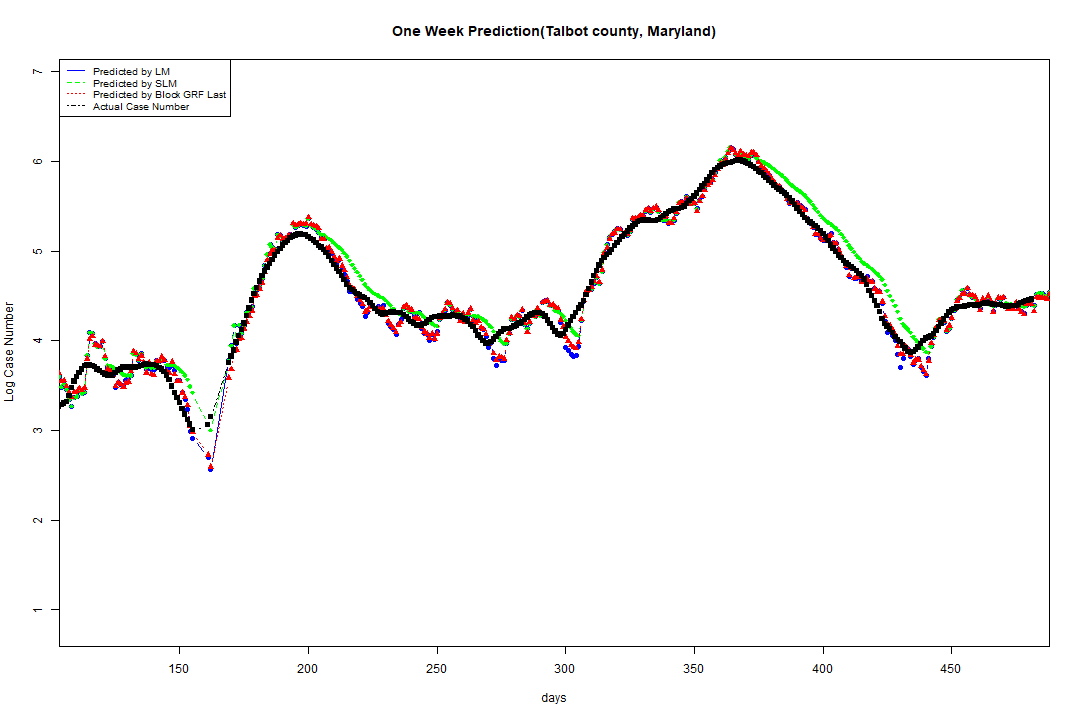 One Week Prediction(Talbot county, Maryland)
Predicted by LM
Predicted by SLM
Predicted by Block GRF Last
Actual Case Number
Log Case Number
7
6
5
4
3
2
1
150 200 250 300 350 400 450
days